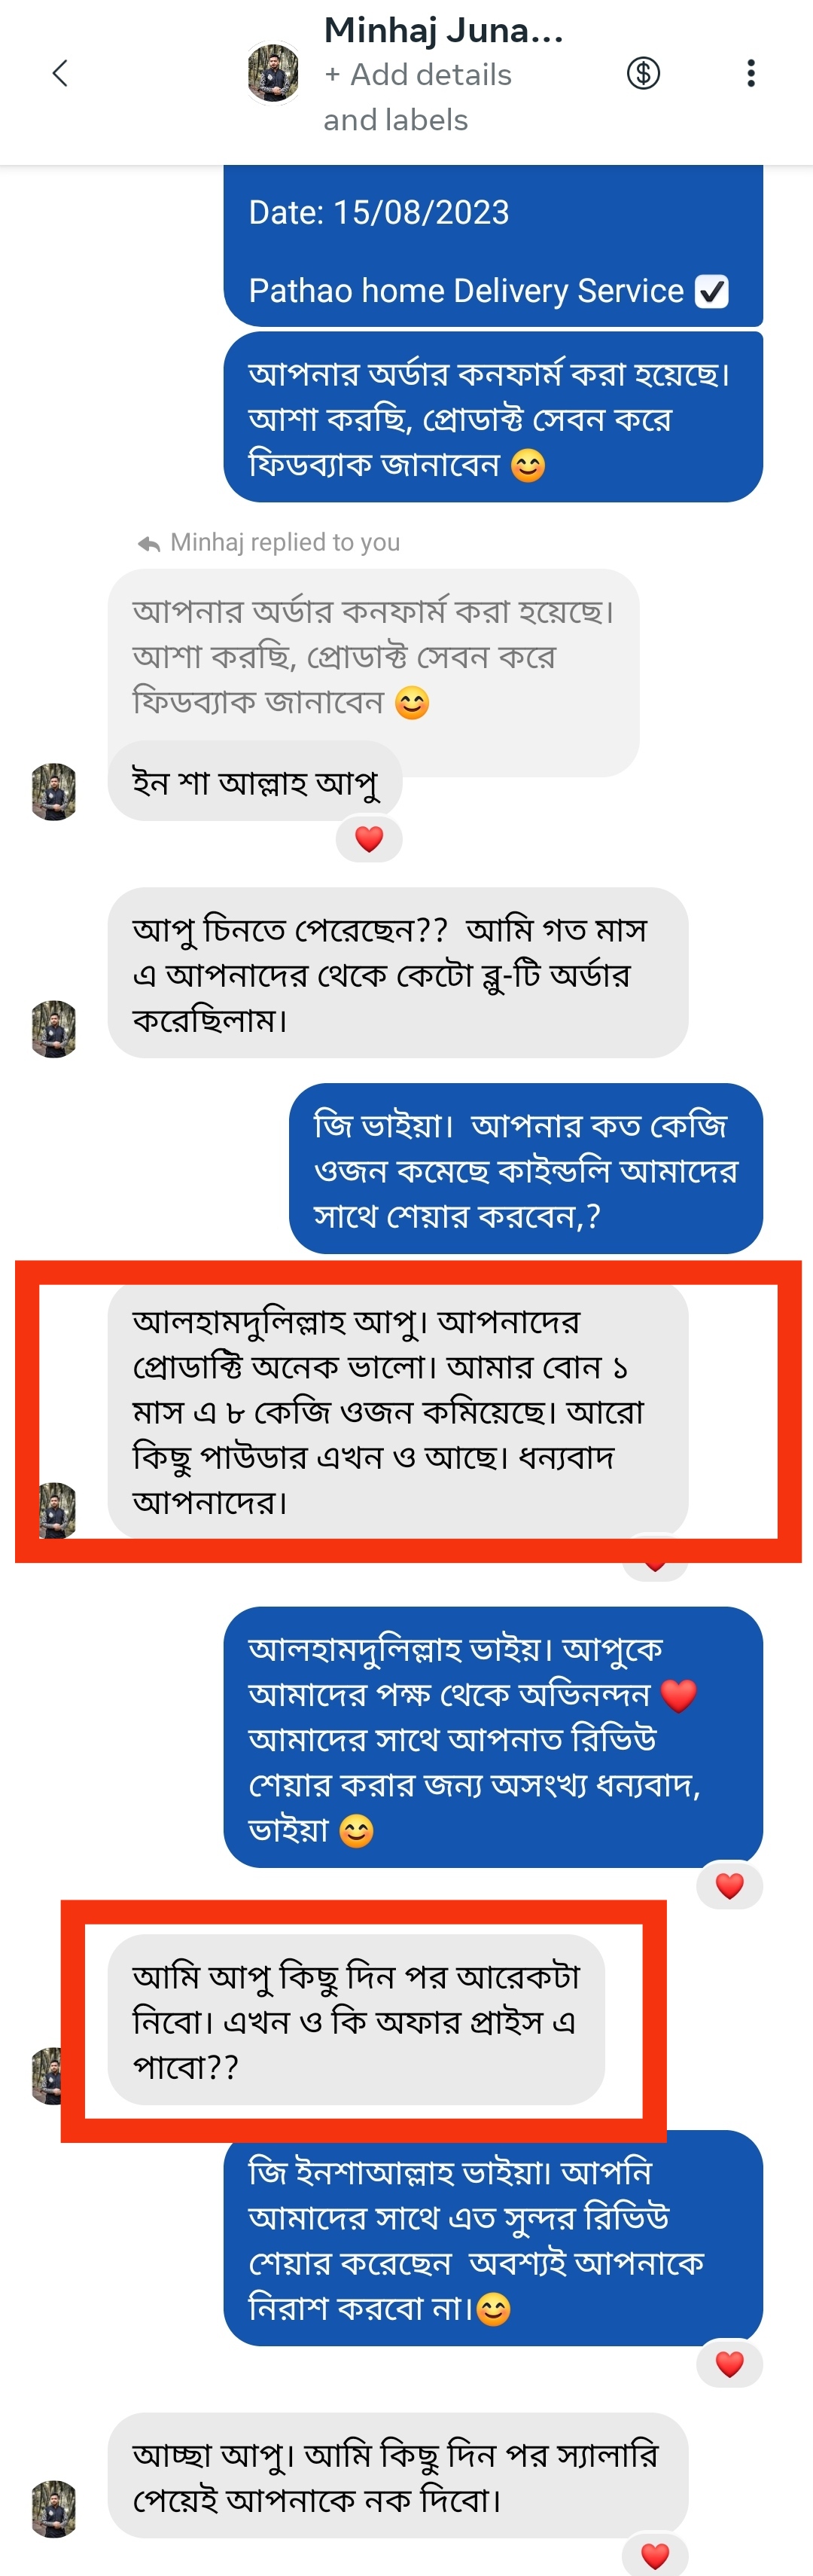 Minhaj Juna...
+ Add details
and labels
Date: 15/08/2023
Pathao home Delivery Service ✔
আপনার অর্ডার কনফার্ম করা হয়েছে।
আশা করছি, প্রোডাক্ট সেবন করে
ফিডব্যাক জানাবেন 😊
Minhaj replied to you
আপনার অর্ডার কনফার্ম করা হয়েছে।
আশা করছি, প্রোডাক্ট সেবন করে
ফিডব্যাক জানাবেন 😊
ইন শা আল্লাহ আপু
আপু চিনতে পেরেছেন?? আমি গত মাস
এ আপনাদের থেকে কেটো ব্লু-টি অর্ডার
করেছিলাম।
জি ভাইয়া। আপনার কত কেজি
ওজন কমেছে কাইন্ডলি আমাদের
সাথে শেয়ার করবেন,?
আলহামদুলিল্লাহ আপু। আপনাদের
প্রোডাক্টি অনেক ভালো। আমার বোন ১
মাস এ ৮ কেজি ওজন কমিয়েছে। আরো
কিছু পাউডার এখন ও আছে। ধন্যবাদ
আপনাদের।
আলহামদুলিল্লাহ ভাইয়। আপুকে
আমাদের পক্ষ থেকে অভিনন্দন ❤️
আমাদের সাথে আপনাত রিভিউ
শেয়ার করার জন্য অসংখ্য ধন্যবাদ,
ভাইয়া 😊
আমি আপু কিছু দিন পর আরেকটা
নিবো। এখন ও কি অফার প্রাইস এ
পাবো??
জি ইনশাআল্লাহ ভাইয়া। আপনি
আমাদের সাথে এত সুন্দর রিভিউ
শেয়ার করেছেন অবশ্যই আপনাকে
নিরাশ করবো না।😊
আচ্ছা আপু। আমি কিছু দিন পর স্যালারি
পেয়েই আপনাকে নক দিবো।